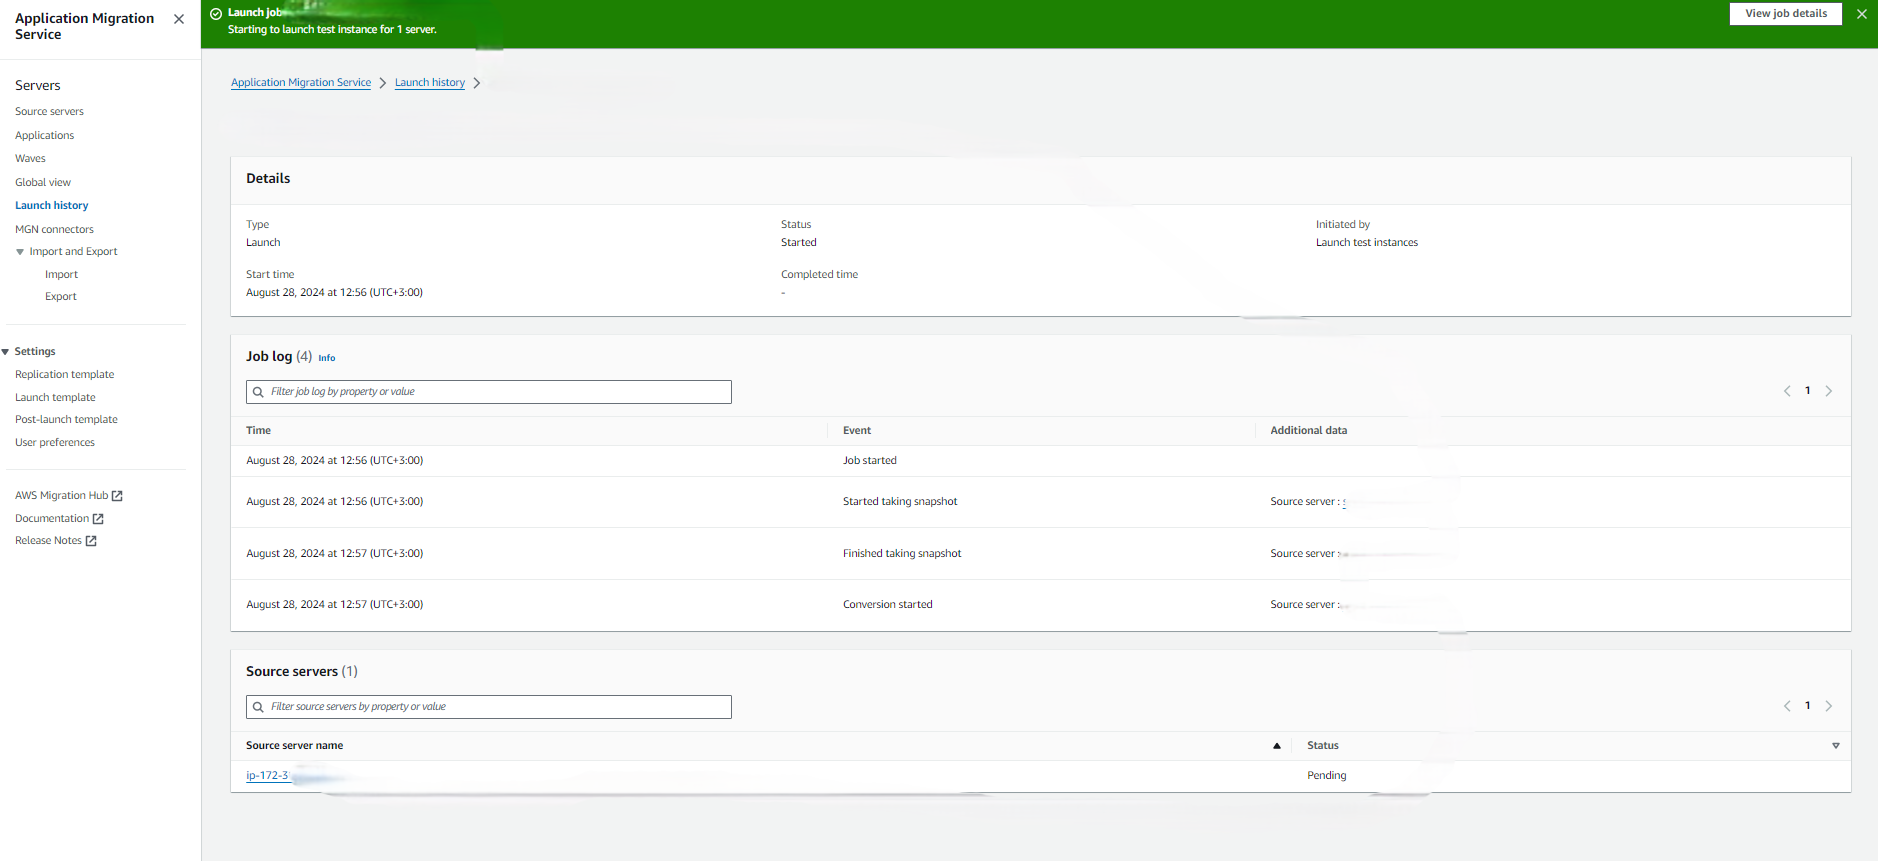 Application Migration
Service
Launch job
Starting to launch test instance for 1 server.
View job details
Servers
Source servers
Applications
Waves
Global view
Launch history
MGN connectors
Import and Export
Import
Export
Settings
Replication template
Launch template
Post-launch template
User preferences
AWS Migration Hub
Documentation
Release Notes
Application Migration Service > Launch history >
Details
Type
Launch
Status
Started
Initiated by
Launch test instances
Start time
August 28, 2024 at 12:56 (UTC+3:00)
Completed time
-
Job log (4) Info
Filter job log by property or value
1
Time Event Additional data
August 28, 2024 at 12:56 (UTC+3:00) Job started
August 28, 2024 at 12:56 (UTC+3:00) Started taking snapshot Source server :
August 28, 2024 at 12:57 (UTC+3:00) Finished taking snapshot Source server :
August 28, 2024 at 12:57 (UTC+3:00) Conversion started Source server :
Source servers (1)
Filter source servers by property or value
1
Source server name Status
ip-172-3 Pending